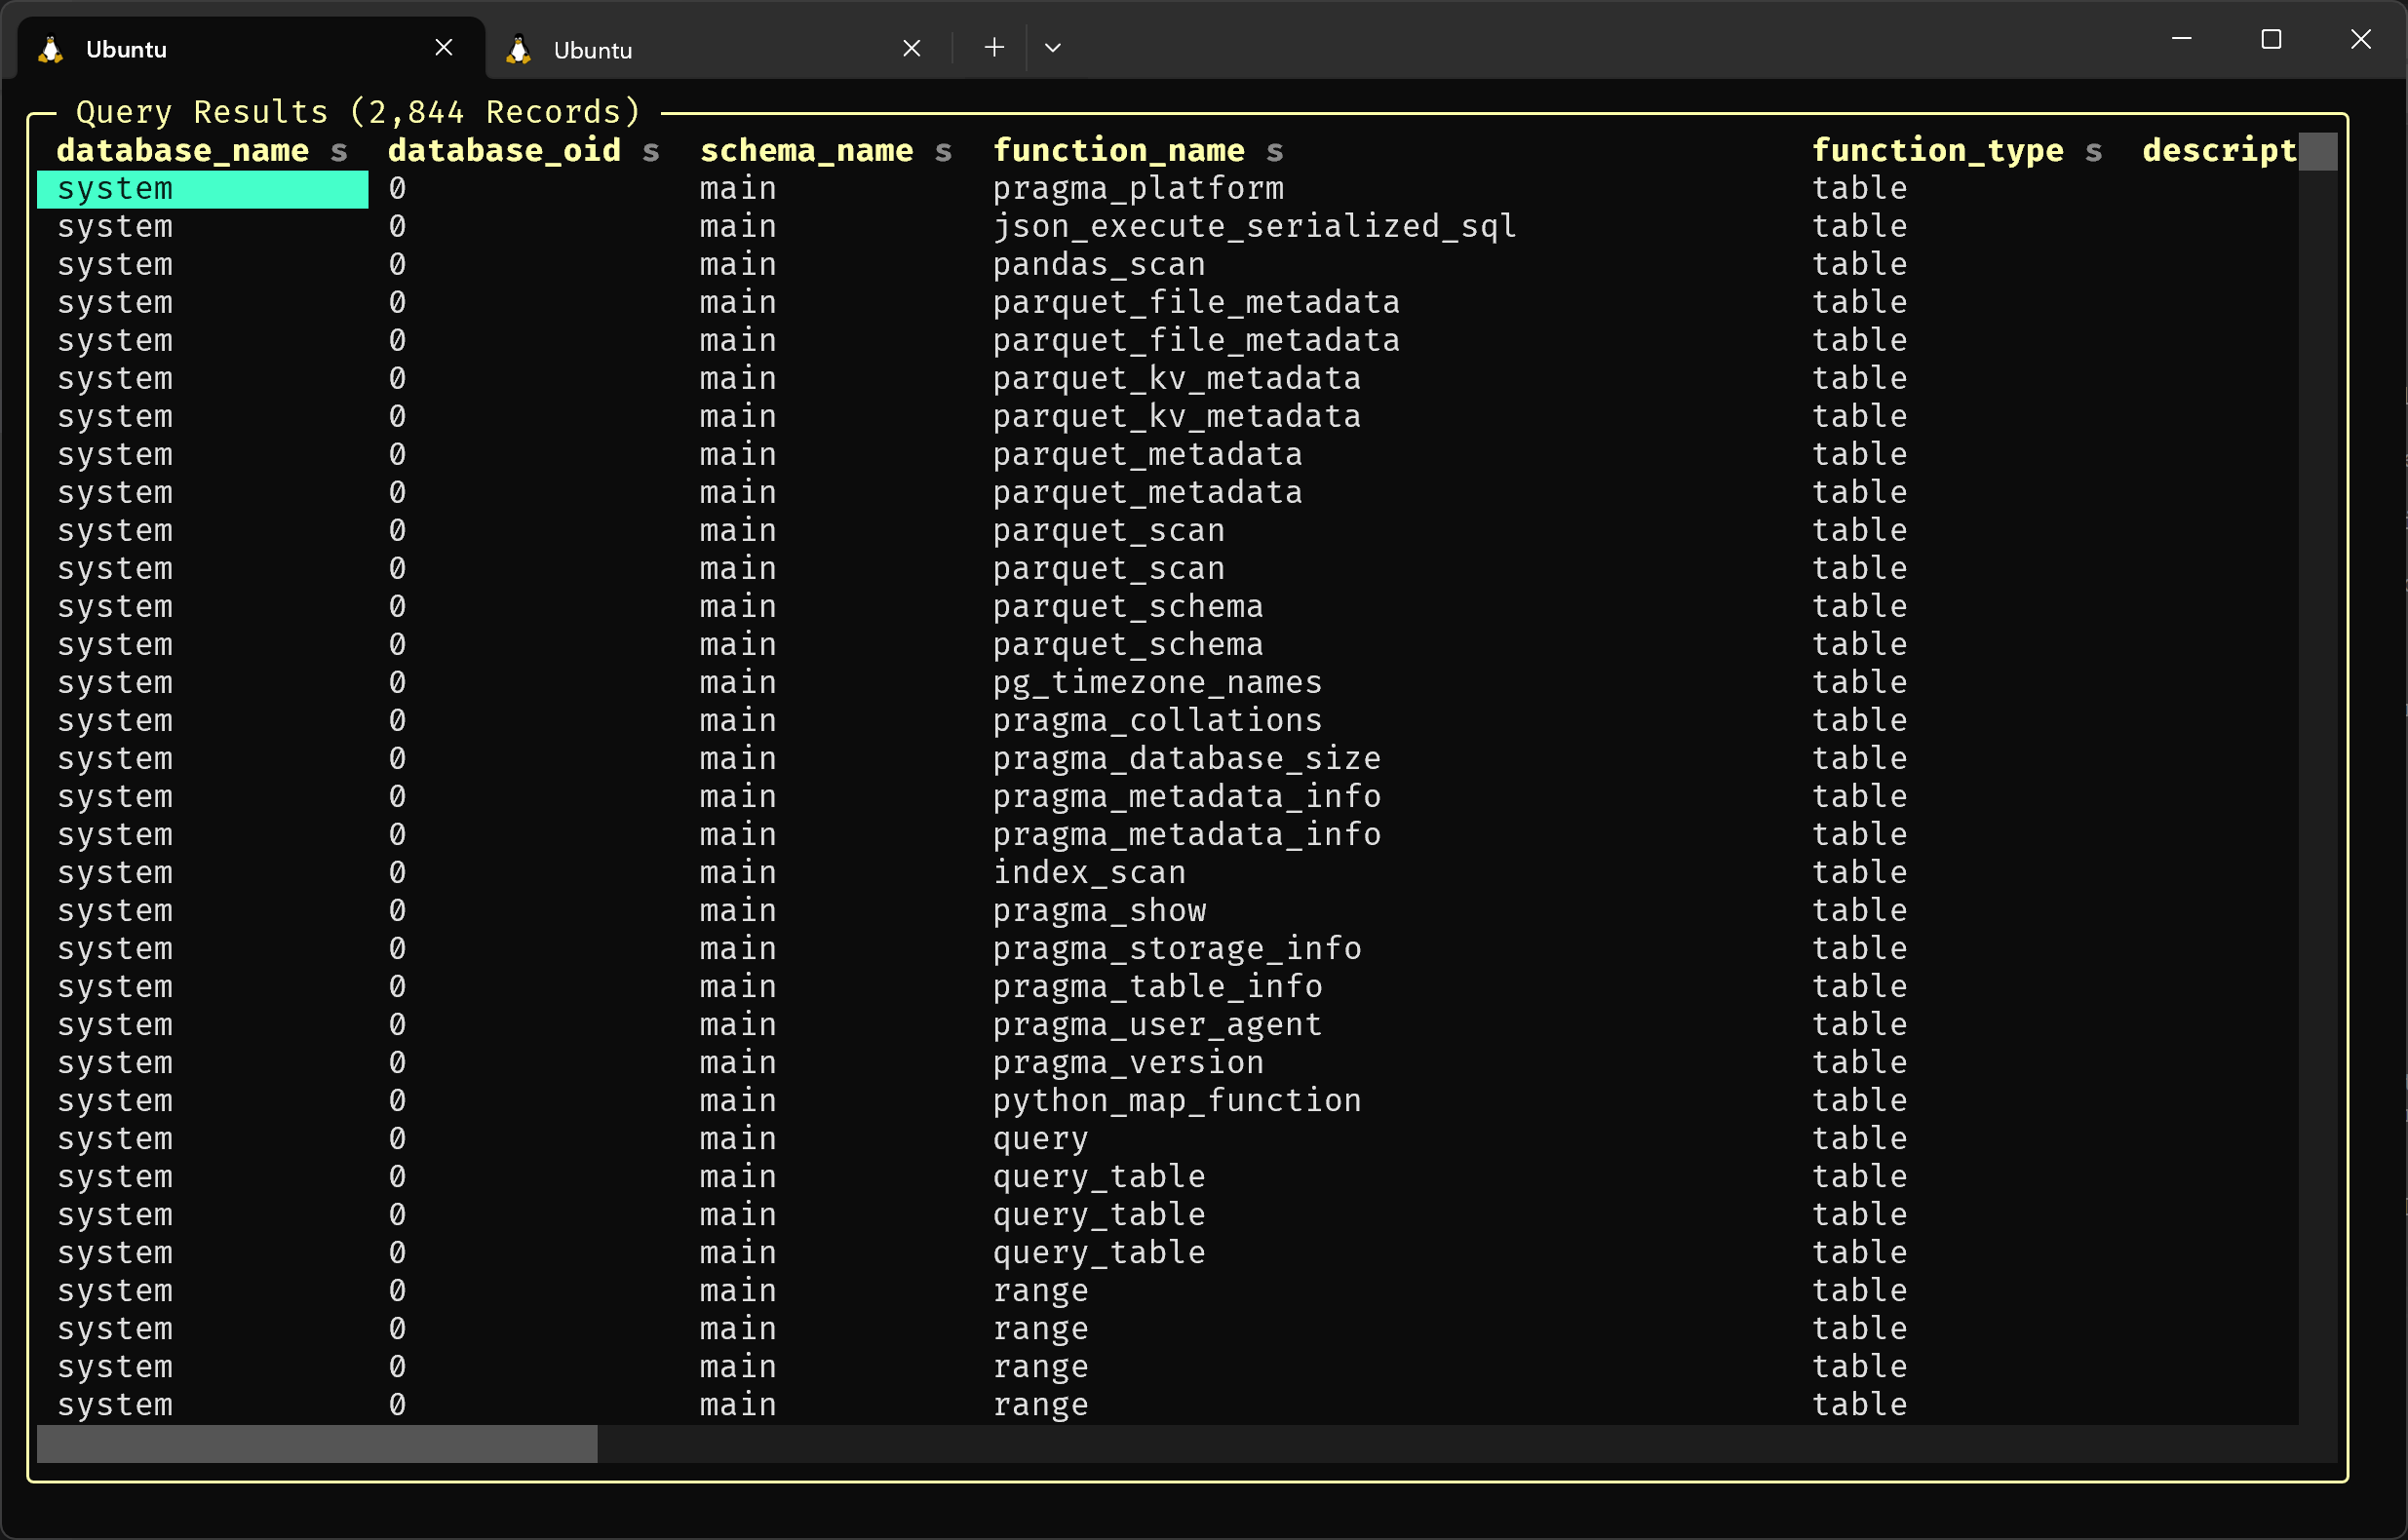 Ubuntu Ubuntu
Query Results (2,844 Records)
database_name s database_oid s schema_name s function_name s function_type s descript
system 0 main pragma_platform table
system 0 main json_execute_serialized_sql table
system 0 main pandas_scan table
system 0 main parquet_file_metadata table
system 0 main parquet_file_metadata table
system 0 main parquet_kv_metadata table
system 0 main parquet_kv_metadata table
system 0 main parquet_metadata table
system 0 main parquet_metadata table
system 0 main parquet_scan table
system 0 main parquet_scan table
system 0 main parquet_schema table
system 0 main parquet_schema table
system 0 main pg_timezone_names table
system 0 main pragma_collations table
system 0 main pragma_database_size table
system 0 main pragma_metadata_info table
system 0 main pragma_metadata_info table
system 0 main index_scan table
system 0 main pragma_show table
system 0 main pragma_storage_info table
system 0 main pragma_table_info table
system 0 main pragma_user_agent table
system 0 main pragma_version table
system 0 main python_map_function table
system 0 main query table
system 0 main query_table table
system 0 main query_table table
system 0 main query_table table
system 0 main range table
system 0 main range table
system 0 main range table
system 0 main range table